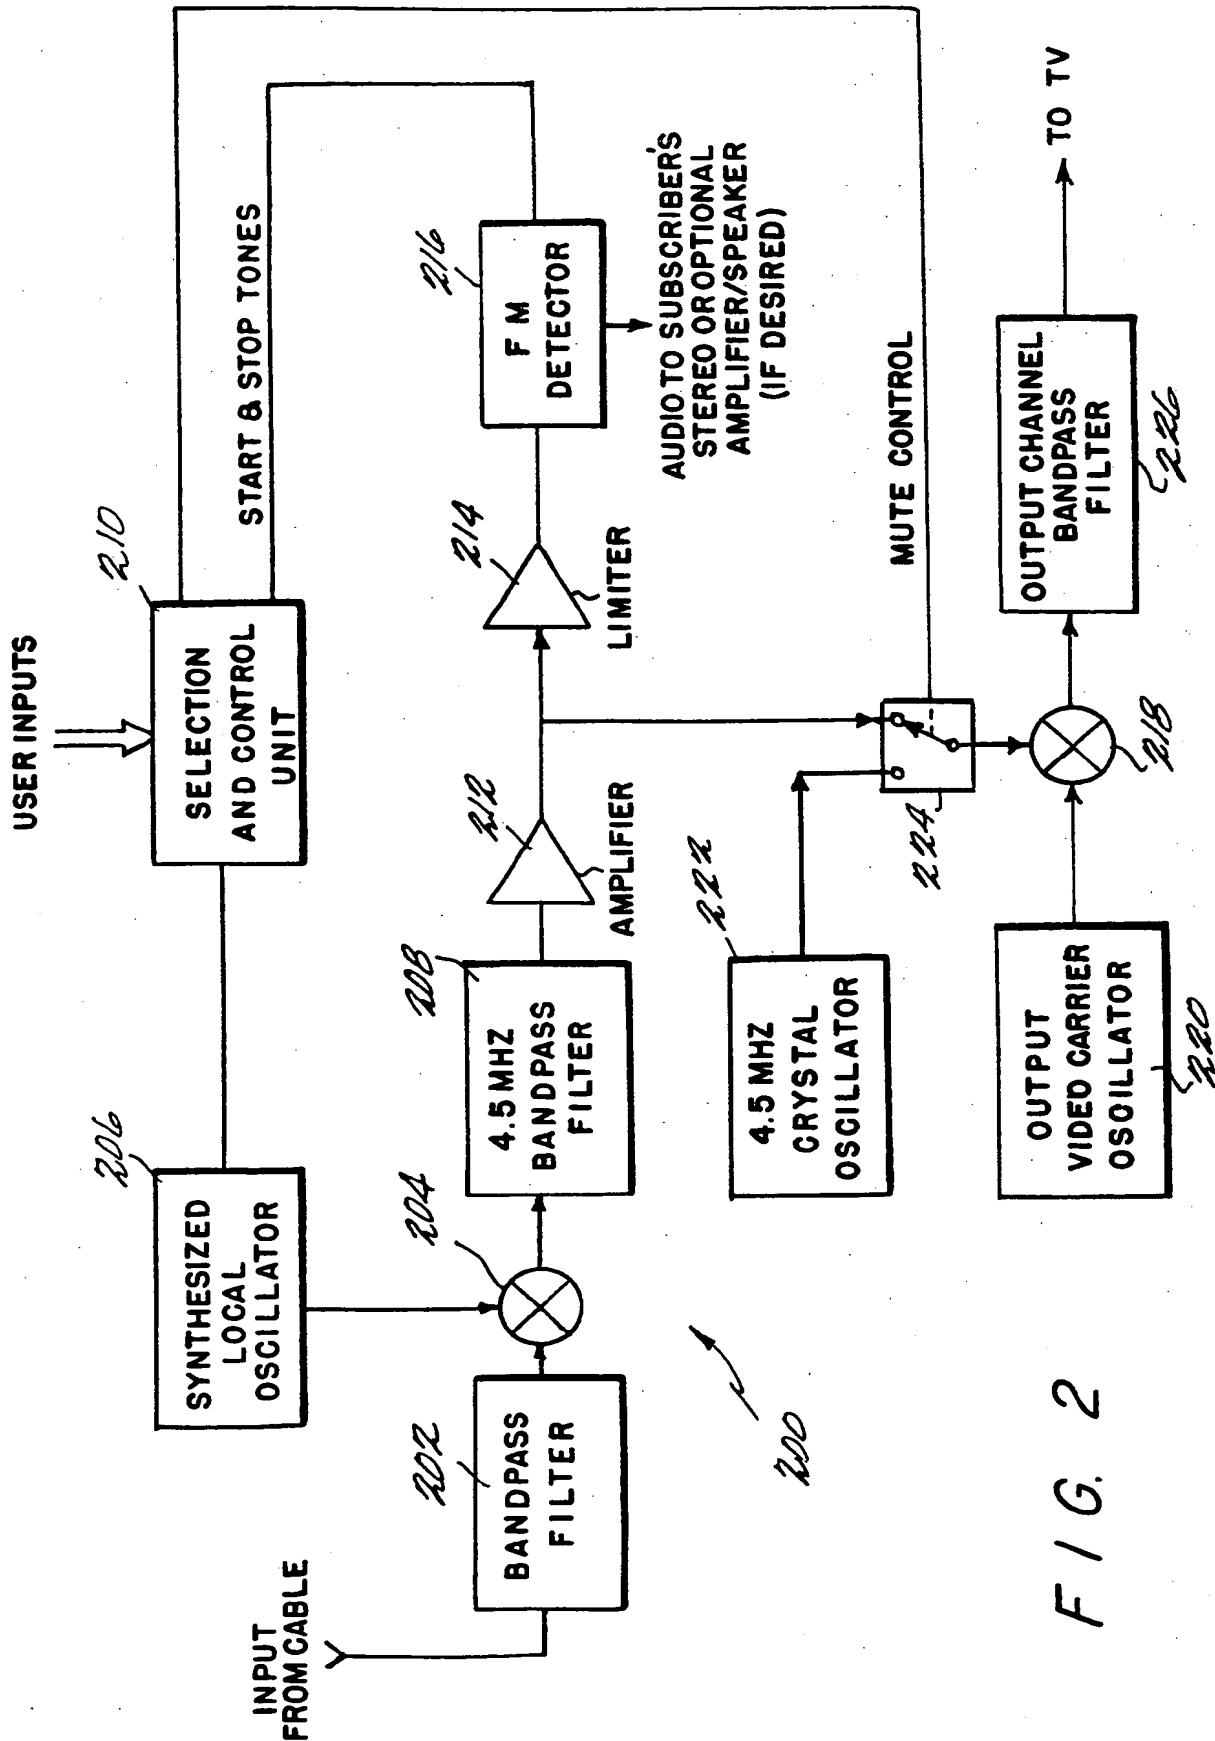 USER INPUTS
210
SELECTION
AND CONTROL
UNIT
START & STOP TONES
206
SYNTHESIZED
LOCAL
OSCILLATOR
INPUT
FROM CABLE
202
BANDPASS
FILTER
204
208
4.5 MHZ
BANDPASS
FILTER
212
AMPLIFIER
214
LIMITER
216
FM
DETECTOR
AUDIO TO SUBSCRIBER'S
STEREO OR OPTIONAL
AMPLIFIER/SPEAKER
(IF DESIRED)
200
222
4.5 MHZ
CRYSTAL
OSCILLATOR
224
MUTE CONTROL
OUTPUT
VIDEO CARRIER
OSCILLATOR
220
218
OUTPUT CHANNEL
BANDPASS
FILTER
226
TO TV
FIG. 2